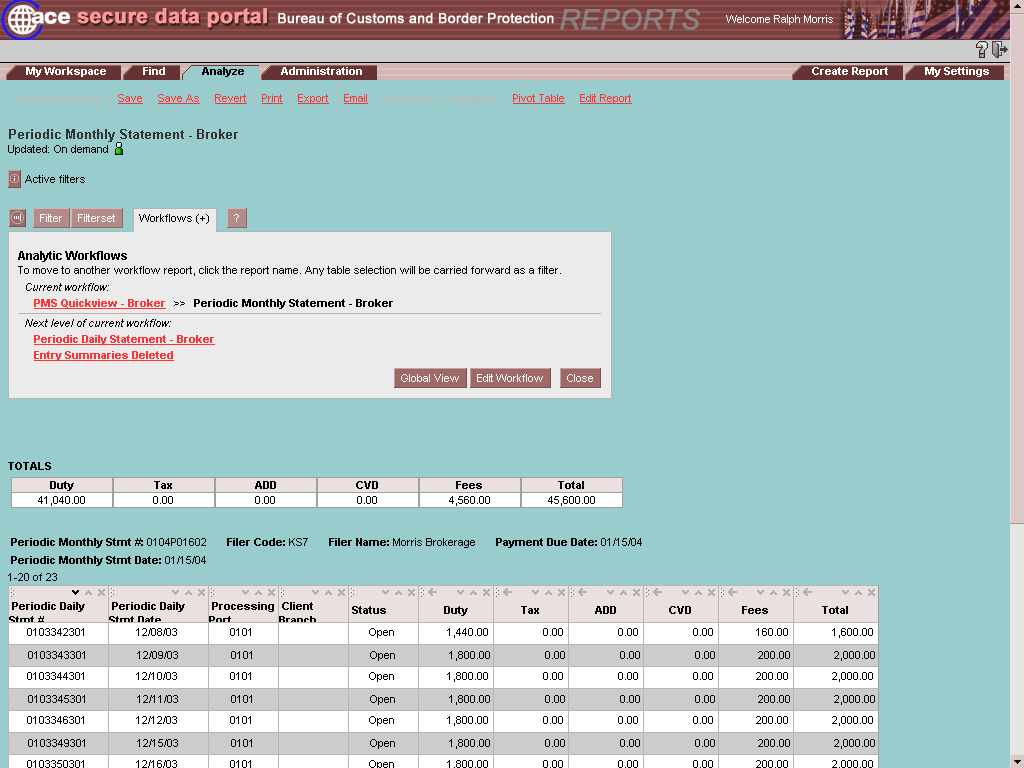 ace secure data portal Bureau of Customs and Border Protection REPORTS Welcome Ralph Morris
?
My Workspace Find Analyze Administration Create Report My Settings
Save Save As Revert Print Export Email Pivot Table Edit Report
Periodic Monthly Statement - Broker
Updated: On demand
Active filters
Filter Filterset Workflows (+) ?
Analytic Workflows
To move to another workflow report, click the report name. Any table selection will be carried forward as a filter.
Current workflow:
PMS Quickview - Broker >> Periodic Monthly Statement - Broker
Next level of current workflow:
Periodic Daily Statement - Broker
Entry Summaries Deleted
Global View Edit Workflow Close
TOTALS
Duty Tax ADD CVD Fees Total
41,040.00 0.00 0.00 0.00 4,560.00 45,600.00
Periodic Monthly Stmt #: 0104P01602 Filer Code: KS7 Filer Name: Morris Brokerage Payment Due Date: 01/15/04
Periodic Monthly Stmt Date: 01/15/04
1-20 of 23
Periodic Daily Stmt # Periodic Daily Stmt Date Processing Port Client Branch Status Duty Tax ADD CVD Fees Total
0103342301 12/08/03 0101 Open 1,440.00 0.00 0.00 0.00 160.00 1,600.00
0103343301 12/09/03 0101 Open 1,800.00 0.00 0.00 0.00 200.00 2,000.00
0103344301 12/10/03 0101 Open 1,800.00 0.00 0.00 0.00 200.00 2,000.00
0103345301 12/11/03 0101 Open 1,800.00 0.00 0.00 0.00 200.00 2,000.00
0103346301 12/12/03 0101 Open 1,800.00 0.00 0.00 0.00 200.00 2,000.00
0103349301 12/15/03 0101 Open 1,800.00 0.00 0.00 0.00 200.00 2,000.00
0103350301 12/16/03 0101 Open 1,800.00 0.00 0.00 0.00 200.00 2,000.00